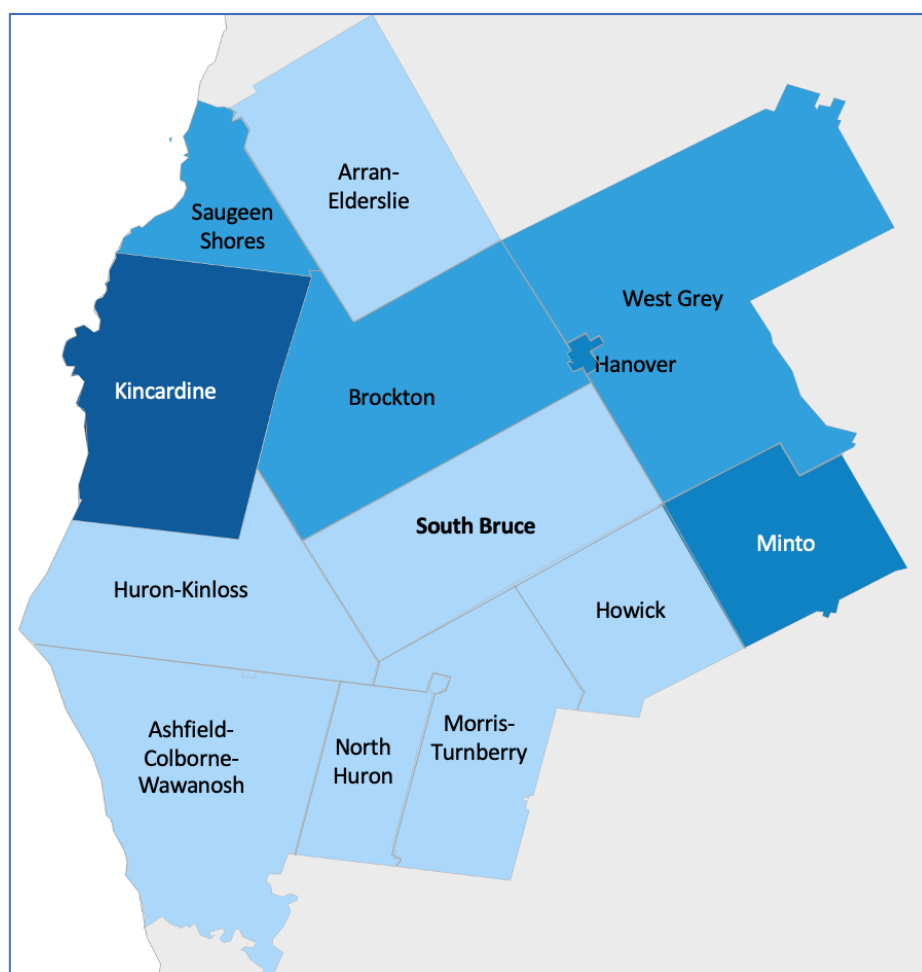 Arran-
Elderslie
Saugeen
Shores
West Grey
Hanover
Kincardine
Brockton
South Bruce
Minto
Huron-Kinloss
Howick
Ashfield-
Colborne-
Wawanosh
North
Huron
Morris-
Turnberry